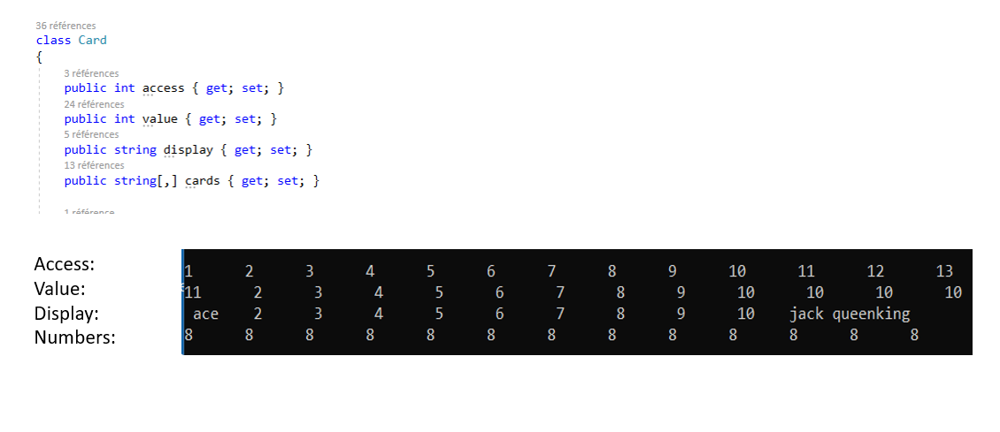 36 références
class Card
{
3 références
public int access { get; set; }
24 références
public int value { get; set; }
5 références
public string display { get; set; }
13 références
public string[,] cards { get; set; }
1 référence
Access: 1 2 3 4 5 6 7 8 9 10 11 12 13
Value: 11 2 3 4 5 6 7 8 9 10 10 10 10
Display: ace 2 3 4 5 6 7 8 9 10 jack queenking
Numbers: 8 8 8 8 8 8 8 8 8 8 8 8 8